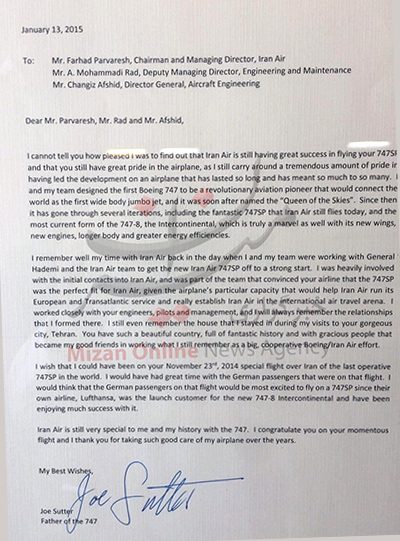 January 13, 2015
To: Mr. Farhad Parvaresh, Chairman and Managing Director, Iran Air
Mr. A. Mohammadi Rad, Deputy Managing Director, Engineering and Maintenance
Mr. Changiz Afshid, Director General, Aircraft Engineering
Dear Mr. Parvaresh, Mr. Rad and Mr. Afshid,
I cannot tell you how pleased I was to find out that Iran Air is still having great success in flying your 747SP
and that you still have great pride in the airplane, as I still carry around a tremendous amount of pride in
having led the development on an airplane that has lasted so long and has meant so much to so many. I
and my team designed the first Boeing 747 to be a revolutionary aviation pioneer that would connect the
world as the first wide body jumbo jet, and it was soon after named the "Queen of the Skies". Since then
it has gone through several iterations, including the fantastic 747SP that Iran Air still flies today, and the
most current form of the 747-8, the Intercontinental, which is truly a marvel as well with its new wings,
new engines, longer body and greater energy efficiencies.
I remember well my time with Iran Air back in the day when I and my team were working with General
Hademi and the Iran Air team to get the new Iran Air 747SP off to a strong start. I was heavily involved
with the initial contacts into Iran Air, and was part of the team that convinced your airline that the 747SP
was the perfect fit for Iran Air, given the airplane's particular capacity that would help Iran Air run its
European and Transatlantic service and really establish Iran Air in the international air travel arena. I
worked closely with your engineers, and management, and will always remember the relationships
that I formed there. I still even remember the house that I stayed in during my visits to your gorgeous
city, Tehran. You have such a beautiful country, full of fantastic history and with gracious people that
became my good friends in working what I still remember as a big, cooperative Boeing/Iran Air effort.
Mizan Online News Agency
I wish that I could have been on your November 23rd, 2014 special flight over Iran of the last operative
747SP in the world. I would have had great time with the German passengers that were on that flight. I
would think that the German passengers on that flight would be most excited to fly on a 747SP since their
own airline, Lufthansa, was the launch customer for the new 747-8 Intercontinental and have been
enjoying much success with it.
Iran Air is still very special to me and my history with the 747. I congratulate you on your momentous
flight and I thank you for taking such good care of my airplane over the years.
My Best Wishes,
Joe Sutter
Joe Sutter
Father of the 747